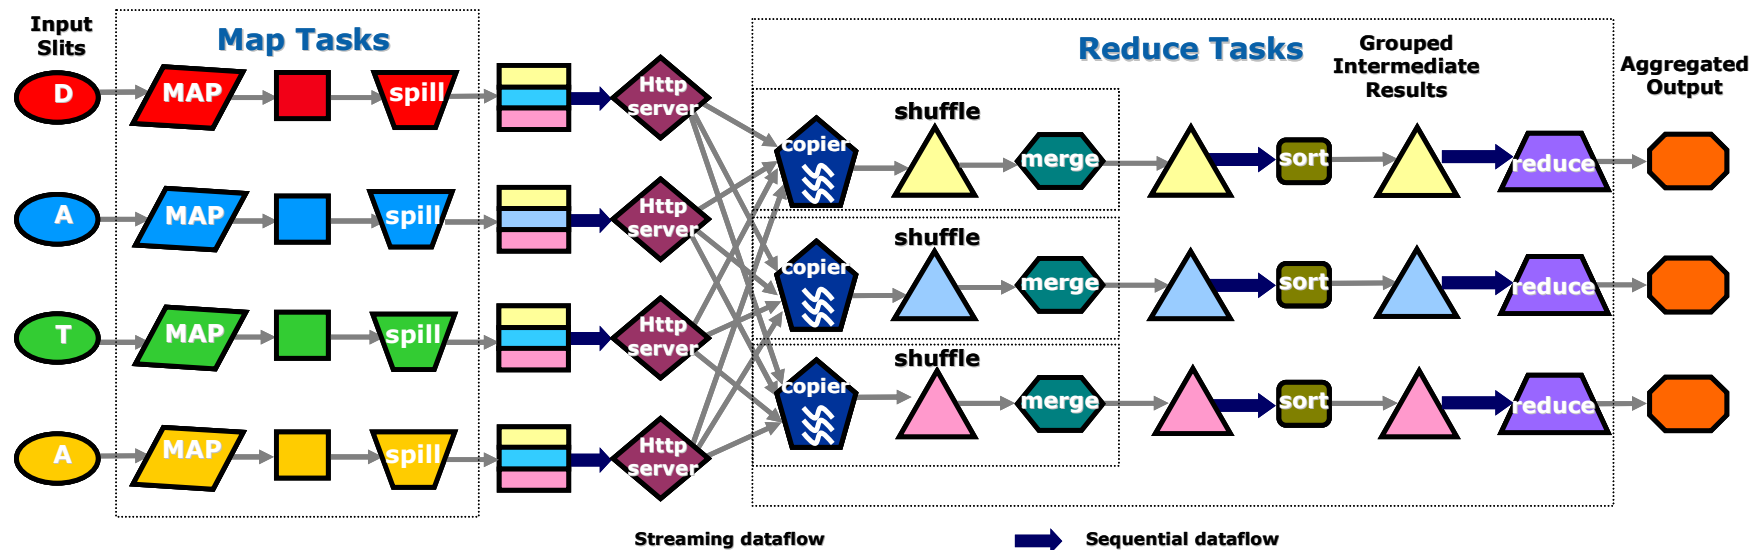 Input
Slits
Map Tasks
Reduce Tasks
Grouped
Intermediate
Results
Aggregated
Output
D
MAP
spill
Http
server
A
MAP
spill
Http
server
T
MAP
spill
Http
server
A
MAP
spill
Http
server
copier
shuffle
merge
sort
reduce
copier
shuffle
merge
sort
reduce
copier
shuffle
merge
sort
reduce
Streaming dataflow
Sequential dataflow